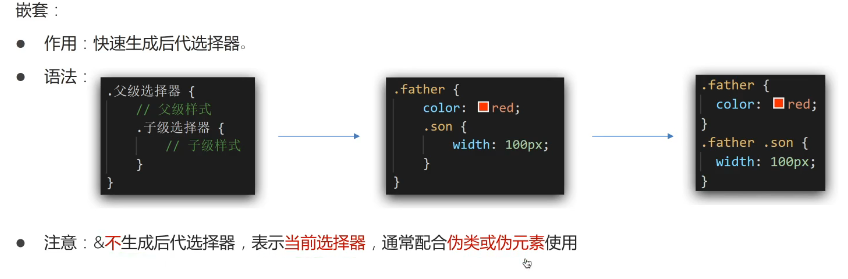 嵌套：
● 作用：快速生成后代选择器。
● 语法：
.父级选择器 {
// 父级样式
.子级选择器 {
// 子级样式
}
}
.father {
color: red;
.son {
width: 100px;
}
}
.father {
color: red;
}
.father .son {
width: 100px;
}
● 注意：&不生成后代选择器，表示当前选择器，通常配合伪类或伪元素使用